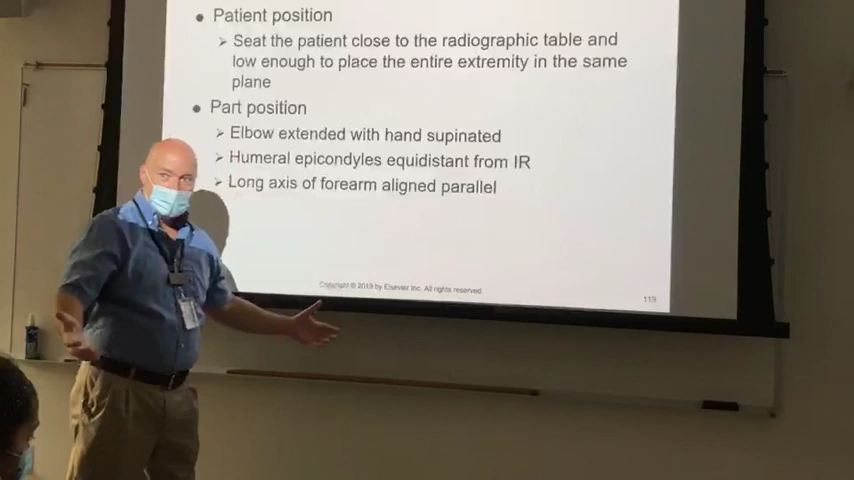 ● Patient position
➢ Seat the patient close to the radiographic table and
low enough to place the entire extremity in the same
plane
● Part position
➢ Elbow extended with hand supinated
➢ Humeral epicondyles equidistant from IR
➢ Long axis of forearm aligned parallel
Copyright © 2019 by Elsevier Inc. All rights reserved.
119